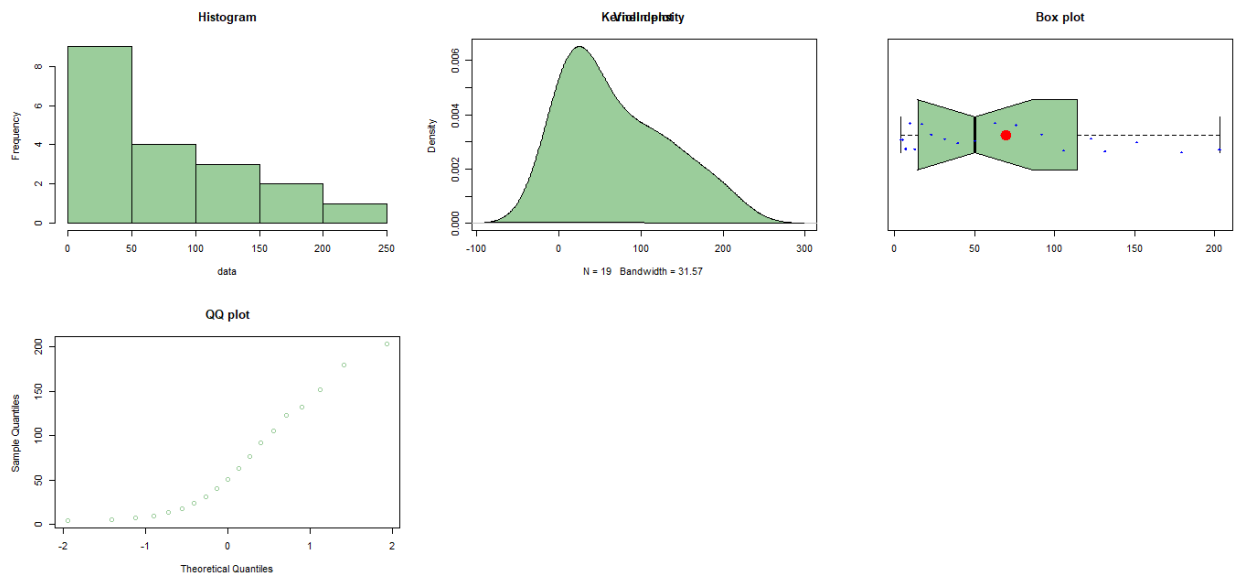 Histogram
Frequency
0
2
4
6
8
0 50 100 150 200 250
data
Density
0.000
0.002
0.004
0.006
-100 0 100 200 300
N = 19 Bandwidth = 31.57
Box plot
0 50 100 150 200
QQ plot
Sample Quantiles
0
50
100
150
200
-2 -1 0 1 2
Theoretical Quantiles